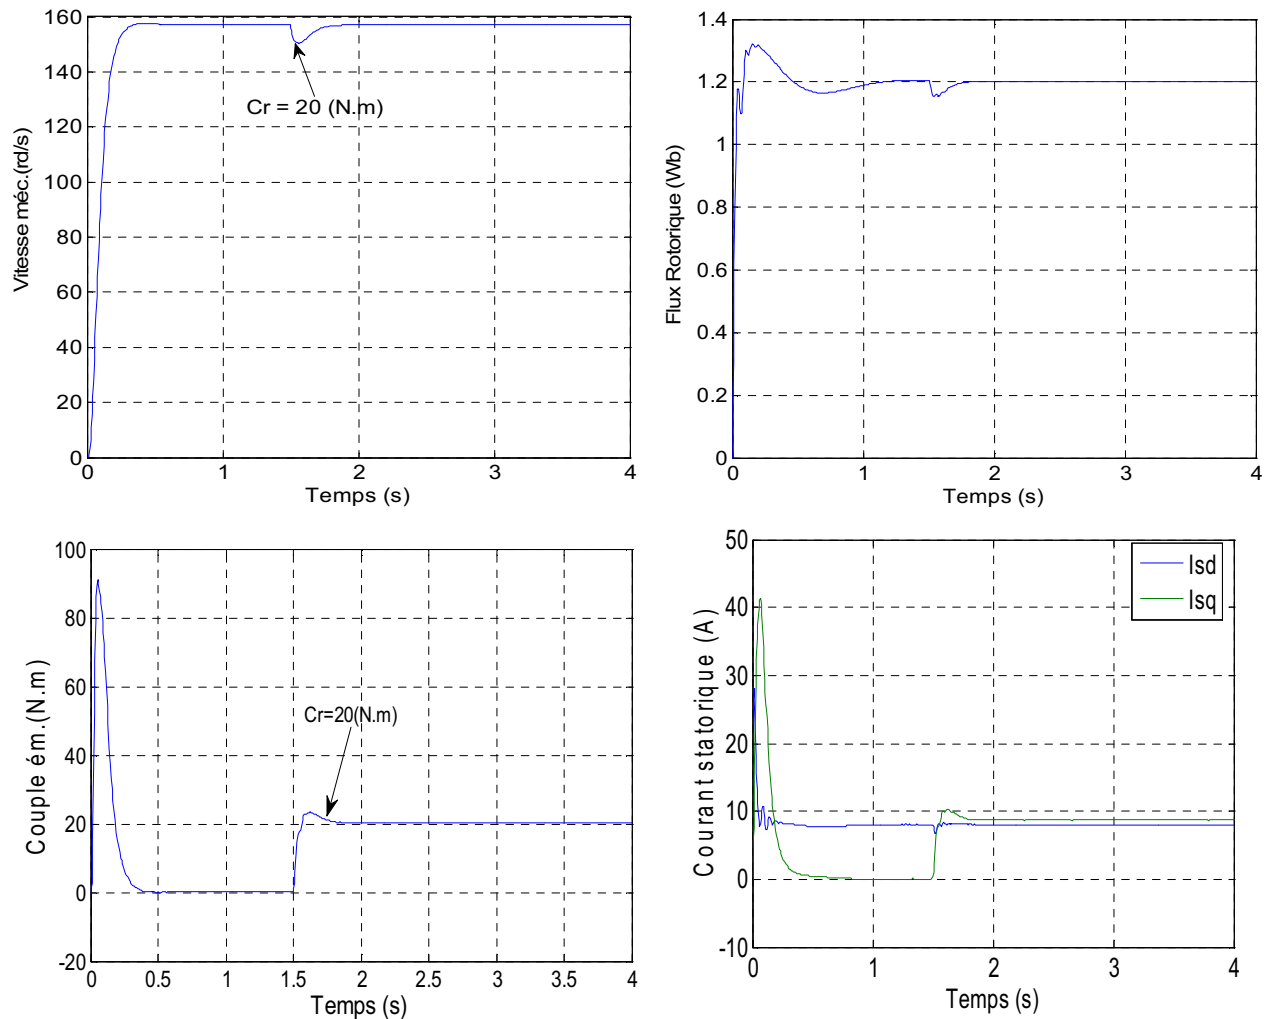 160
140
120
100
80
60
40
20
0
0 1 2 3 4
Vitesse méc.(rd/s)
Temps (s)
Cr = 20 (N.m)
1.4
1.2
1
0.8
0.6
0.4
0.2
0
0 1 2 3 4
Flux Rotorique (Wb)
Temps (s)
100
80
60
40
20
0
-20
0 0.5 1 1.5 2 2.5 3 3.5 4
Couple ém.(N.m)
Temps (s)
Cr=20(N.m)
50
40
30
20
10
0
-10
0 1 2 3 4
Courant statorique (A)
Temps (s)
Isd
Isq